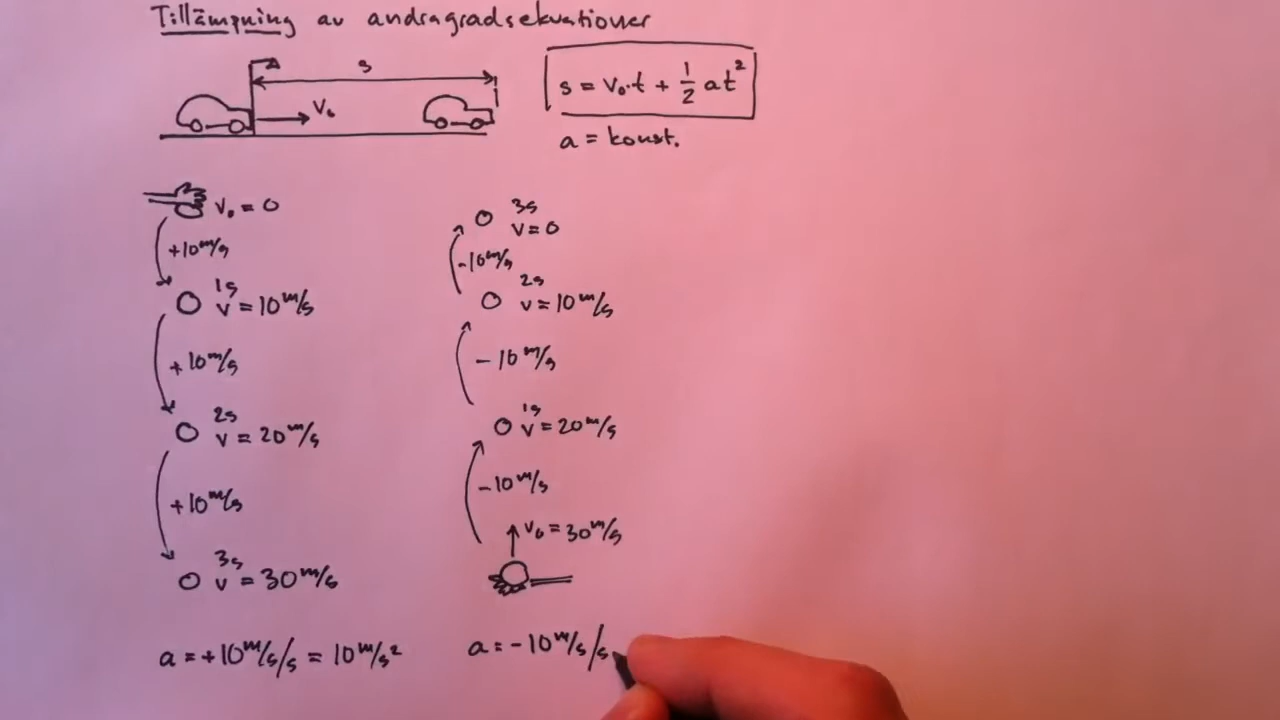 Tillämpning av andragradsekvationer
s
s = v₀·t + 1/2 at²
v₀
a = konst.
v₀ = 0
+10 m/s
1s
v = 10 m/s
+10 m/s
2s
v = 20 m/s
+10 m/s
3s
v = 30 m/s
a = +10 m/s/s = 10 m/s²
3s
v = 0
-10 m/s
2s
v = 10 m/s
-10 m/s
1s
v = 20 m/s
-10 m/s
v₀ = 30 m/s
a = -10 m/s/s